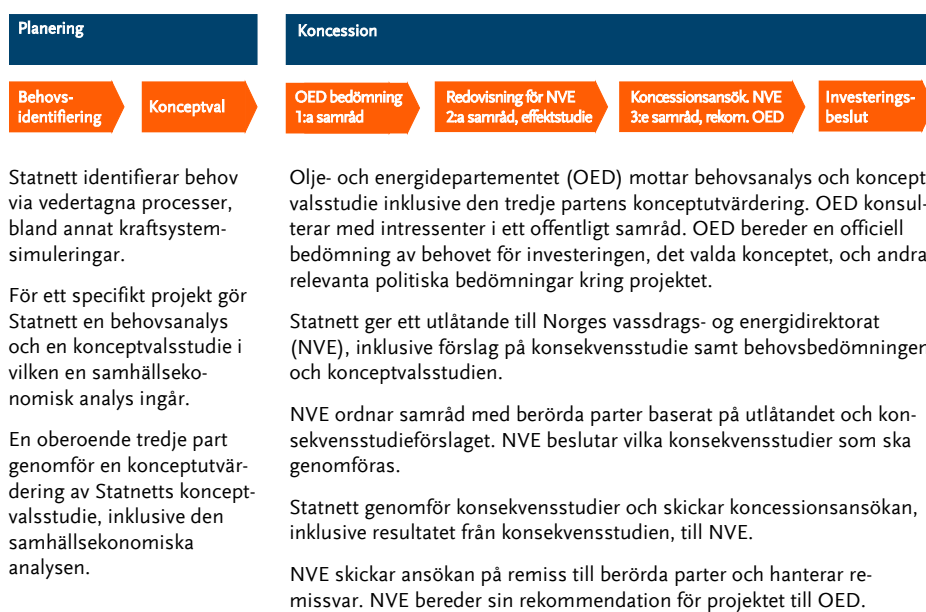 Planering
Koncession
Behovs-
identifiering
Konceptval
OED bedömning
1:a samråd
Redovisning för NVE
2:a samråd, effektstudie
Koncessionsansök. NVE
3:e samråd, rekom. OED
Investerings-
beslut
Statnett identifierar behov
via vedertagna processer,
bland annat kraftsystem-
simuleringar.
För ett specifikt projekt gör
Statnett en behovsanalys
och en konceptvalsstudie i
vilken en samhällseko-
nomisk analys ingår.
En oberoende tredje part
genomför en konceptutvär-
dering av Statnetts koncept-
valsstudie, inklusive den
samhällsekonomiska
analysen.
Olje- och energidepartementet (OED) mottar behovsanalys och koncept
valsstudie inklusive den tredje partens konceptutvärdering. OED konsul-
terar med intressenter i ett offentligt samråd. OED bereder en officiell
bedömning av behovet för investeringen, det valda konceptet, och andra
relevanta politiska bedömningar kring projektet.
Statnett ger ett utlåtande till Norges vassdrags- og energidirektorat
(NVE), inklusive förslag på konsekvensstudie samt behovsbedömningen
och konceptvalsstudien.
NVE ordnar samråd med berörda parter baserat på utlåtandet och kon-
sekvensstudieförslaget. NVE beslutar vilka konsekvensstudier som ska
genomföras.
Statnett genomför konsekvensstudier och skickar koncessionsansökan,
inklusive resultatet från konsekvensstudien, till NVE.
NVE skickar ansökan på remiss till berörda parter och hanterar re-
missvar. NVE bereder sin rekommendation för projektet till OED.